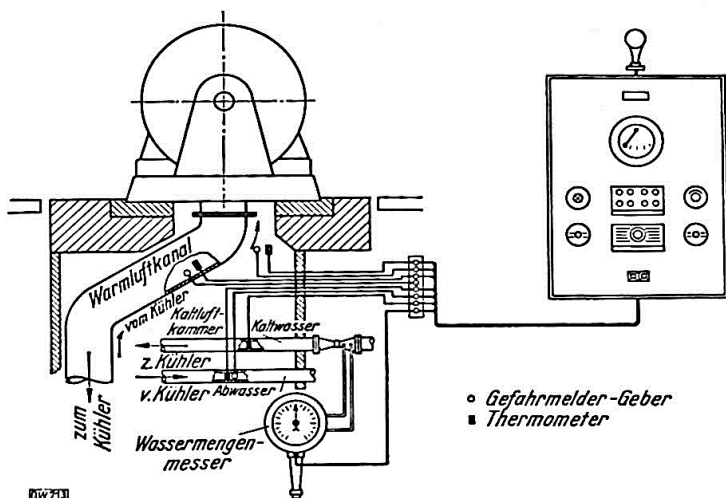 Warmluftkanal
vom Kühler
Kaltluft-
kammer
Kaltwasser
z. Kühler
v. Kühler
Abwasser
zum
Kühler
Wassermengen-
messer
Gefahrmelder-Geber
Thermometer